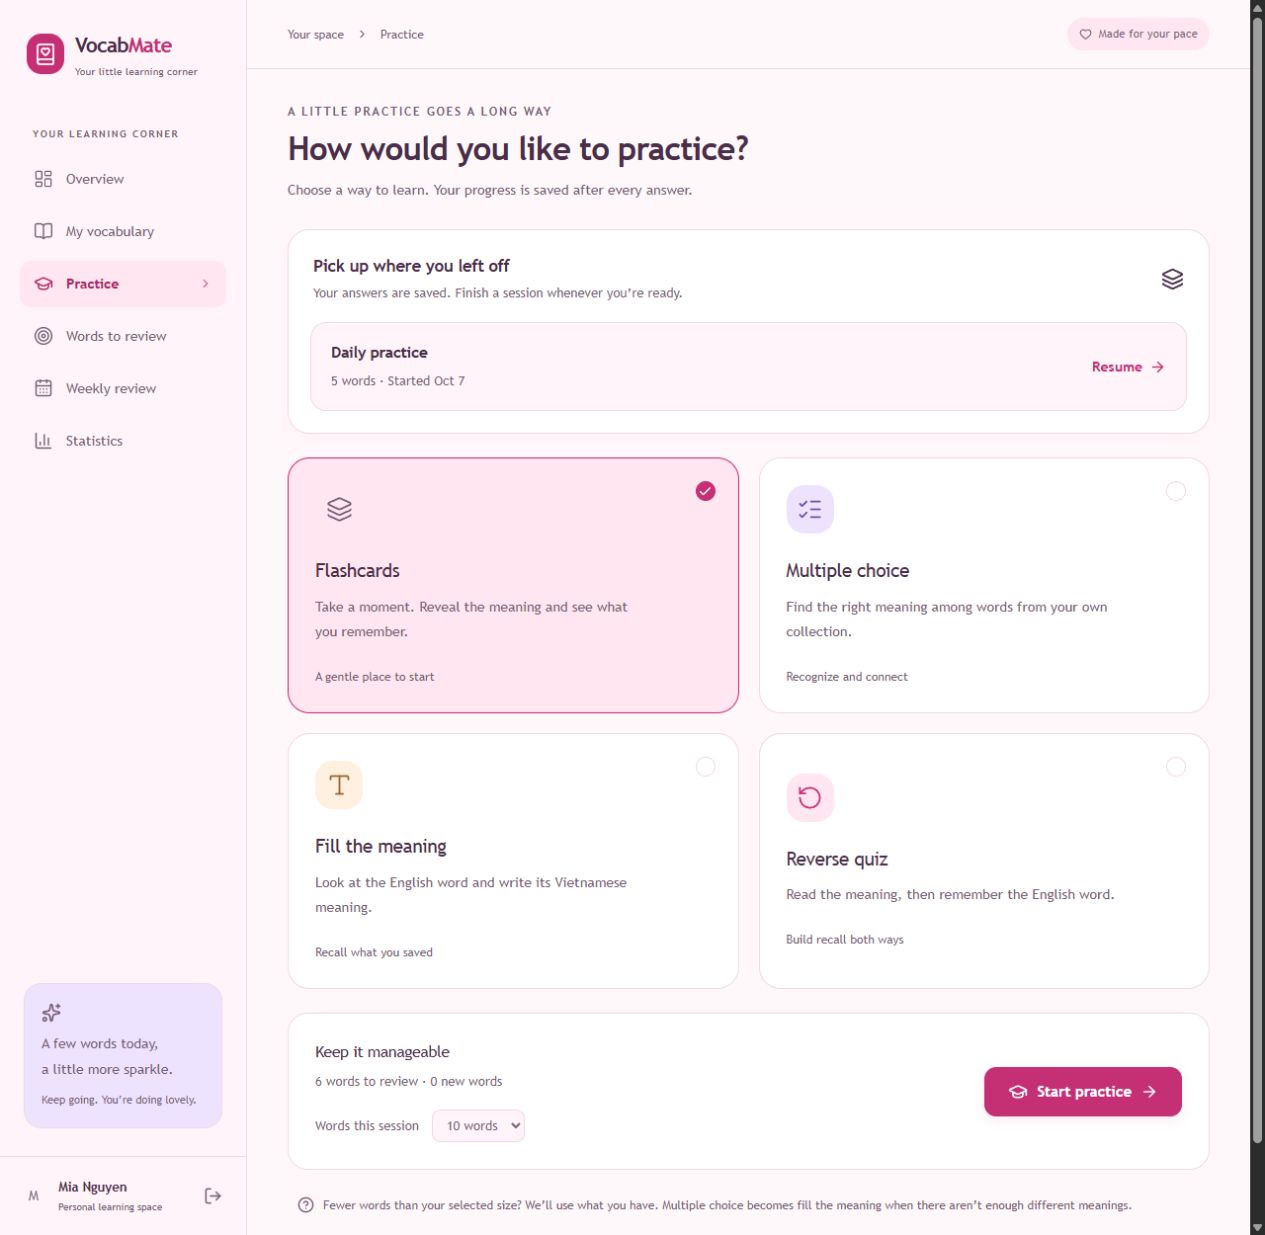 VocabMate
Your little learning corner
YOUR LEARNING CORNER
Overview
My vocabulary
Practice
Words to review
Weekly review
Statistics
A few words today,
a little more sparkle.
Keep going. You’re doing lovely.
M
Mia Nguyen
Personal learning space
Your space
Practice
Made for your pace
A LITTLE PRACTICE GOES A LONG WAY
How would you like to practice?
Choose a way to learn. Your progress is saved after every answer.
Pick up where you left off
Your answers are saved. Finish a session whenever you’re ready.
Daily practice
5 words · Started Oct 7
Resume
Flashcards
Take a moment. Reveal the meaning and see what
you remember.
A gentle place to start
Multiple choice
Find the right meaning among words from your own
collection.
Recognize and connect
Fill the meaning
Look at the English word and write its Vietnamese
meaning.
Recall what you saved
Reverse quiz
Read the meaning, then remember the English word.
Build recall both ways
Keep it manageable
6 words to review · 0 new words
Words this session
10 words
Start practice
Fewer words than your selected size? We’ll use what you have. Multiple choice becomes fill the meaning when there aren’t enough different meanings.